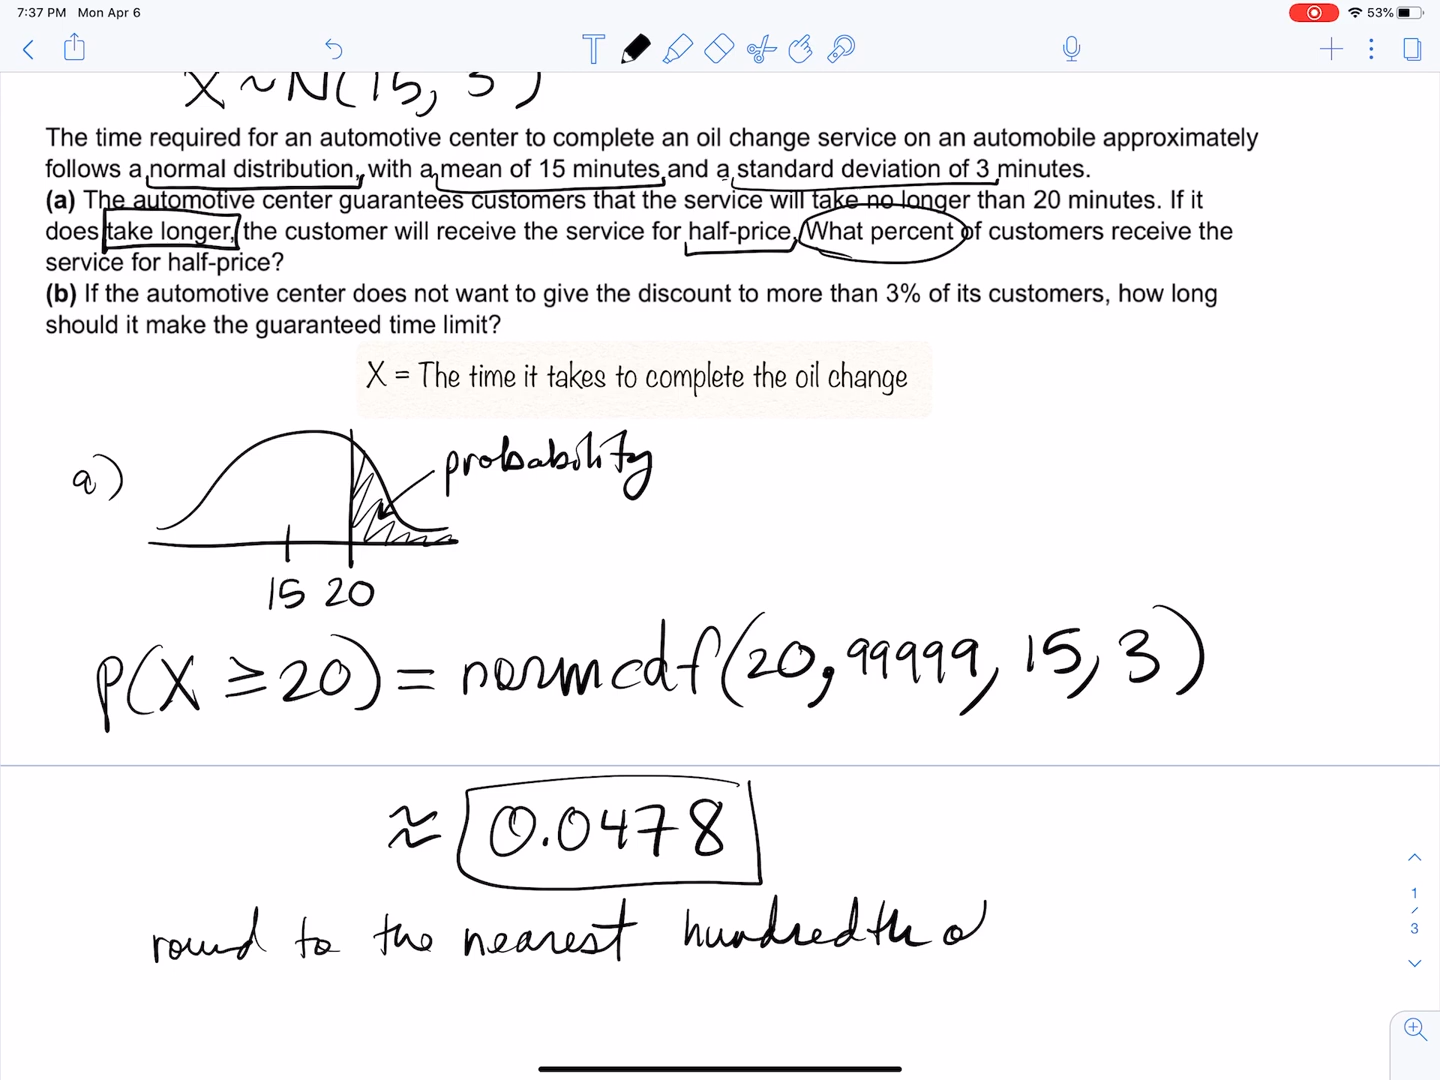 7:37 PM Mon Apr 6
53%
X ~ N(15, 3)
The time required for an automotive center to complete an oil change service on an automobile approximately
follows a normal distribution, with a mean of 15 minutes and a standard deviation of 3 minutes.
(a) The automotive center guarantees customers that the service will take no longer than 20 minutes. If it
does take longer, the customer will receive the service for half-price. What percent of customers receive the
service for half-price?
(b) If the automotive center does not want to give the discount to more than 3% of its customers, how long
should it make the guaranteed time limit?
X = The time it takes to complete the oil change
a)
probability
15 20
P(X ≥ 20) = normcdf(20, 99999, 15, 3)
≈ 0.0478
round to the nearest hundredth o
1
/
3